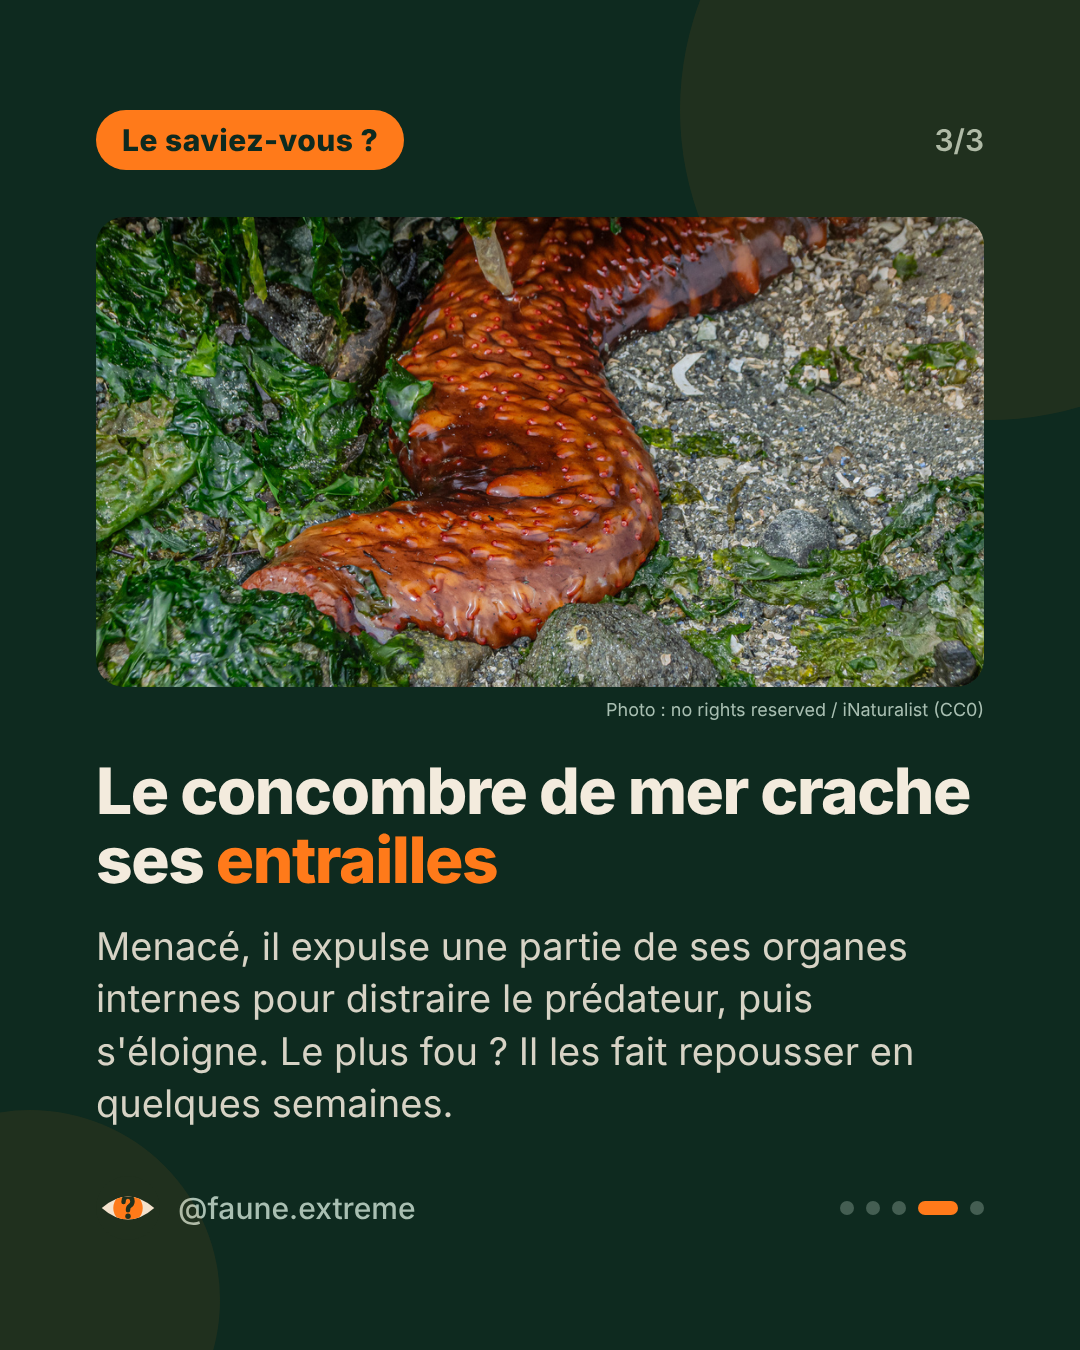 Le saviez-vous ?
3/3
Photo : no rights reserved / iNaturalist (CC0)
Le concombre de mer crache
ses entrailles
Menacé, il expulse une partie de ses organes
internes pour distraire le prédateur, puis
s'éloigne. Le plus fou ? Il les fait repousser en
quelques semaines.
?
@faune.extreme